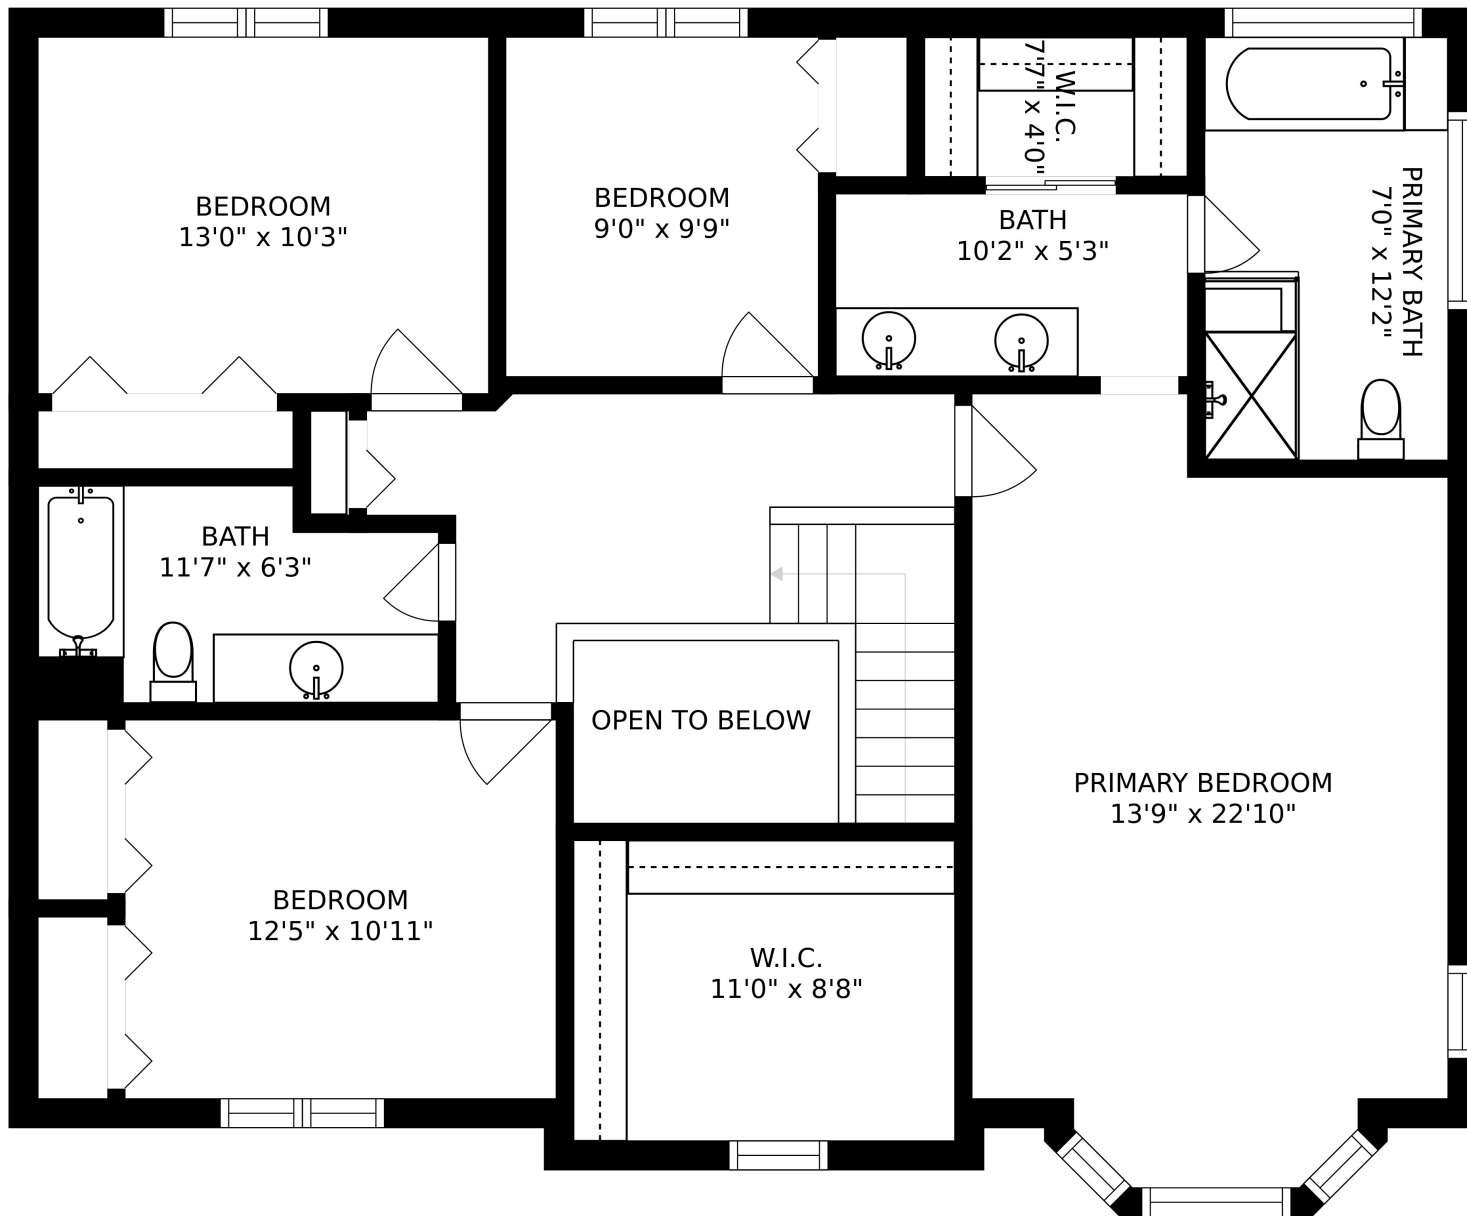 BEDROOM
13'0" x 10'3"
BEDROOM
9'0" x 9'9"
W.I.C.
7'7" x 4'0"
BATH
10'2" x 5'3"
PRIMARY BATH
7'0" x 12'2"
BATH
11'7" x 6'3"
OPEN TO BELOW
PRIMARY BEDROOM
13'9" x 22'10"
BEDROOM
12'5" x 10'11"
W.I.C.
11'0" x 8'8"